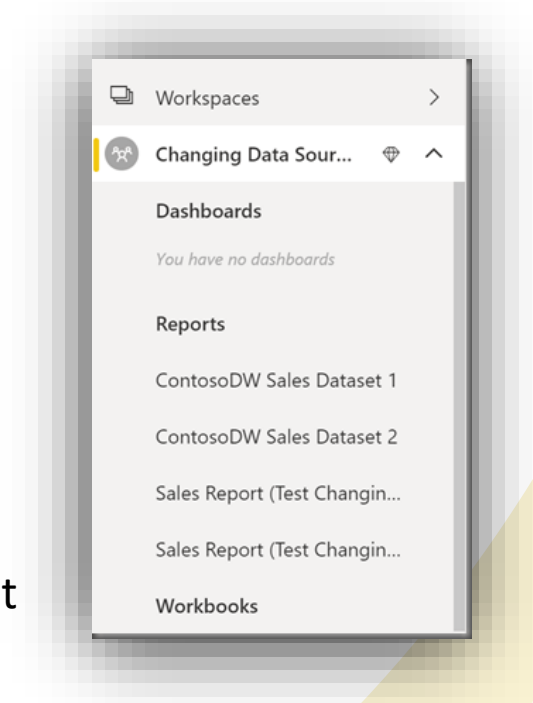 Workspaces
Changing Data Sour...
Dashboards
You have no dashboards
Reports
ContosoDW Sales Dataset 1
ContosoDW Sales Dataset 2
Sales Report (Test Changin...
Sales Report (Test Changin...
t
Workbooks